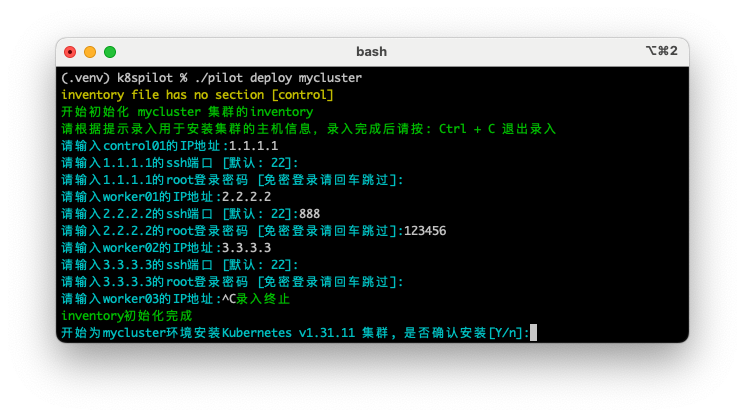 bash
⌥⌘2
(.venv) k8spilot % ./pilot deploy mycluster
inventory file has no section [control]
开始初始化 mycluster 集群的inventory
请根据提示录入用于安装集群的主机信息，录入完成后请按: Ctrl + C 退出录入
请输入control01的IP地址:1.1.1.1
请输入1.1.1.1的ssh端口 [默认: 22]:
请输入1.1.1.1的root登录密码 [免密登录请回车跳过]:
请输入worker01的IP地址:2.2.2.2
请输入2.2.2.2的ssh端口 [默认: 22]:888
请输入2.2.2.2的root登录密码 [免密登录请回车跳过]:123456
请输入worker02的IP地址:3.3.3.3
请输入3.3.3.3的ssh端口 [默认: 22]:
请输入3.3.3.3的root登录密码 [免密登录请回车跳过]:
请输入worker03的IP地址:^C录入终止
inventory初始化完成
开始为mycluster环境安装Kubernetes v1.31.11 集群，是否确认安装[Y/n]: